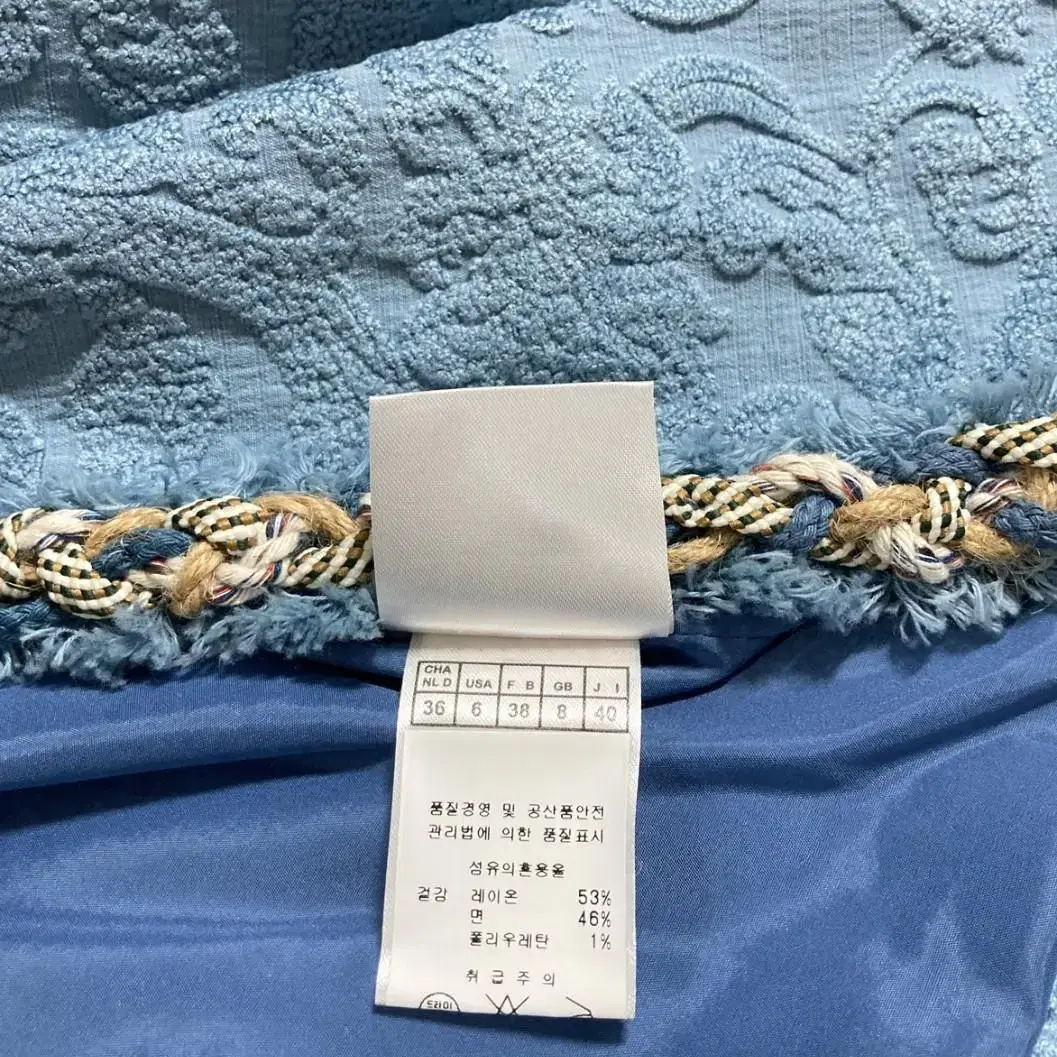 CHA NL D USA F B GB J I
36 6 38 8 40
품질경영 및 공산품안전
관리법에 의한 품질표시
섬유의혼용율
겉감 레이온 53%
면 46%
폴리우레탄 1%
취급주의
드라이